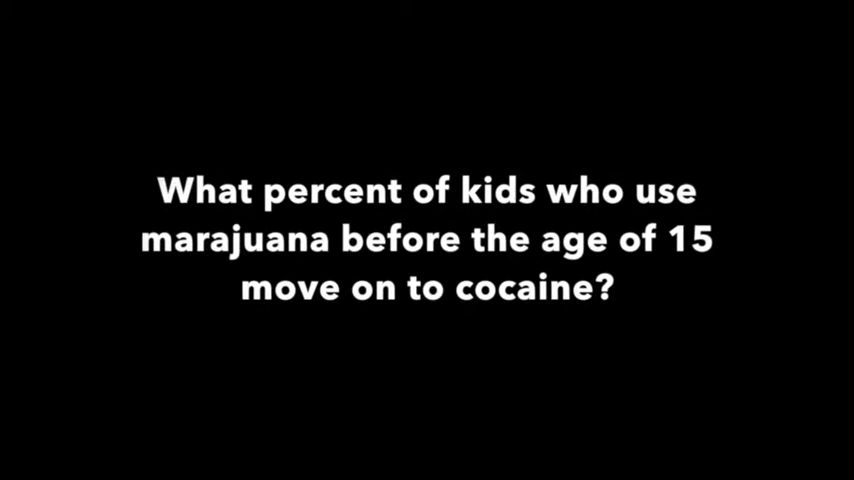 What percent of kids who use
marajuana before the age of 15
move on to cocaine?